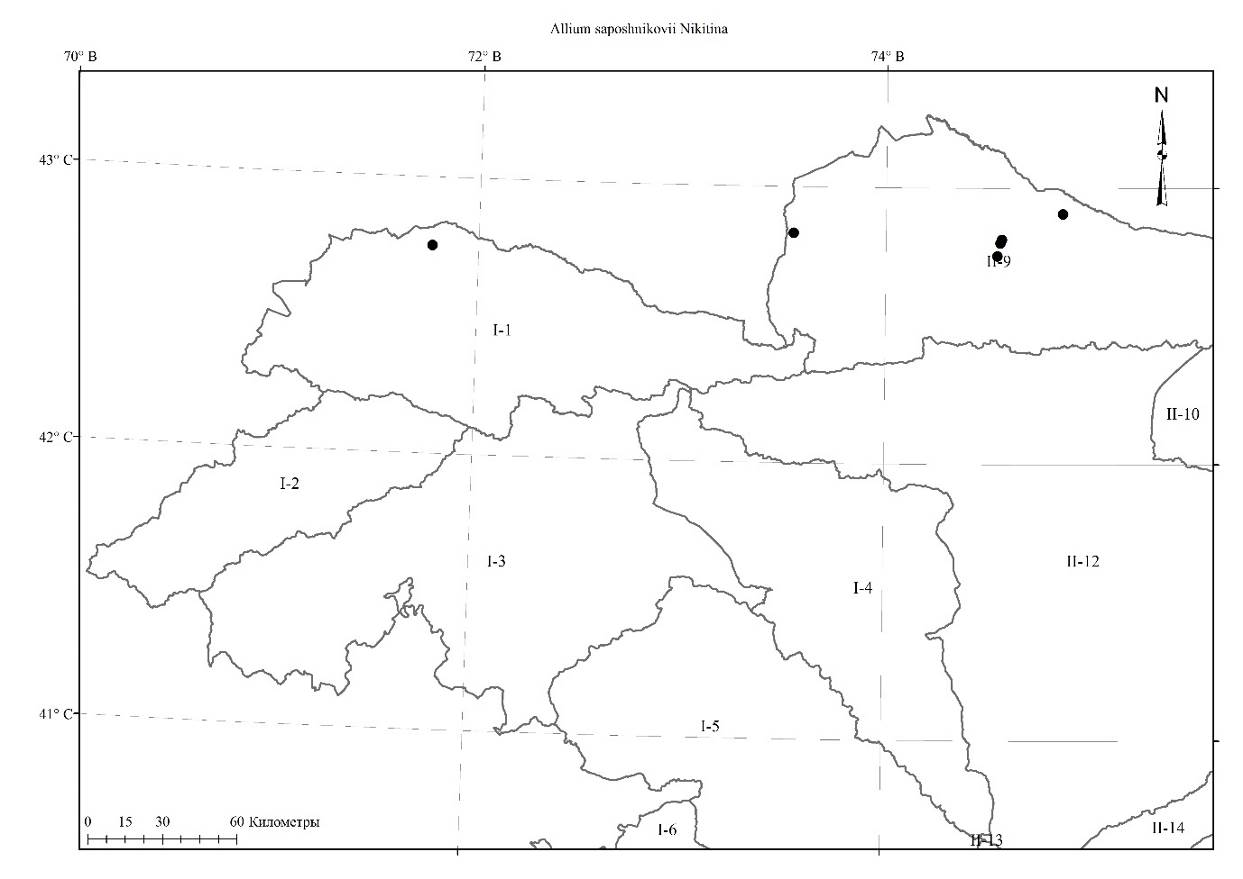 Allium saposhnikovii Nikitina
70° В 72° В 74° В
N
43° С
II-9
I-1
II-10
42° С
I-2
I-3
II-12
I-4
41° С
I-5
0 15 30 60 Километры
I-6
II-14
II-13